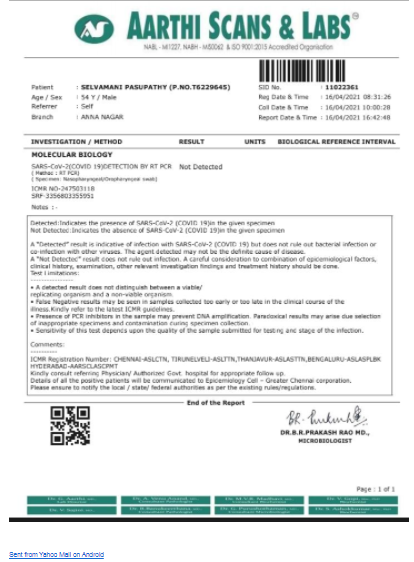 AARTHI SCANS & LABS
NABL - MI1227, NABH - MIS0062 & ISO 9001:2015 Accredited Organisation
Patient : SELVAMANI PASUPATHY (P.NO.T6229645)
Age / Sex : 54 Y / Male
Referrer : Self
Branch : ANNA NAGAR
SID No. : 11022361
Reg Date & Time : 16/04/2021 08:31:26
Coll Date & Time : 16/04/2021 10:00:28
Report Date & Time : 16/04/2021 16:42:48
INVESTIGATION / METHOD RESULT UNITS BIOLOGICAL REFERENCE INTERVAL
MOLECULAR BIOLOGY
SARS-CoV-2(COVID 19)DETECTION BY RT PCR Not Detected
( Method : RT PCR)
( Specimen: Nasopharyngeal/Oropharyngeal swab)
ICMR NO-247503118
SRF-3356803355951
Notes :-
Detected:Indicates the presence of SARS-CoV-2 (COVID 19)in the given specimen
Not Detected:Indicates the absence of SARS-CoV-2 (COVID 19)in the given specimen
A "Detected" result is indicative of infection with SARS-CoV-2 (COVID 19) but does not rule out bacterial infection or
co-infection with other viruses. The agent detected may not be the definite cause of disease.
A "Not Detected" result does not rule out infection. A careful consideration to combination of epidemiological factors,
clinical history, examination, other relevant investigation findings and treatment history should be done.
Test Limitations:
• A detected result does not distinguish between a viable/
replicating organism and a non-viable organism.
• False Negative results may be seen in samples collected too early or too late in the clinical course of the
illness.Kindly refer to the latest ICMR guidelines.
• Presence of PCR inhibitors in the sample may prevent DNA amplification. Paradoxical results may arise due selection
of inappropriate specimens and contamination during specimen collection.
• Sensitivity of this test depends upon the quality of the sample submitted for testing and stage of the infection.
Comments:
ICMR Registration Number: CHENNAI-ASLCTN, TIRUNELVELI-ASLTTN,THANJAVUR-ASLASTTN,BENGALURU-ASLASPLBK
HYDERABAD-AARSCLASCPMT
Kindly consult referring Physician/ Authorized Govt. hospital for appropriate follow up.
Details of all the positive patients will be communicated to Epidemiology Cell – Greater Chennai corporation.
Please ensure to notify the local / state/ federal authorities as per the existing rules/regulations.
End of the Report
DR.B.R.PRAKASH RAO MD.,
MICROBIOLOGIST
Page : 1 of 1
Sent from Yahoo Mail on Android